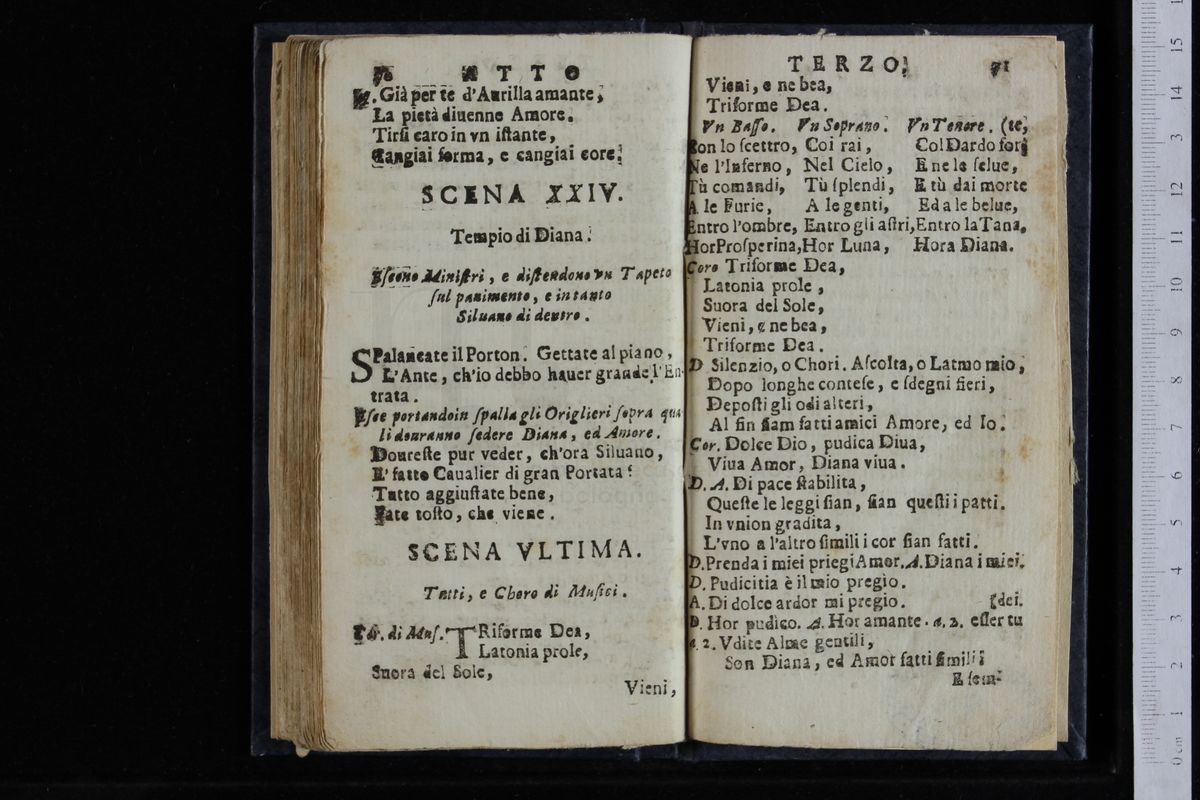 70 ATTO
Già per te d'Aurilla amante,
La pietà diuenne Amore.
Tirſi caro in vn iſtante,
Cangiai forma, e cangiai core.
SCENA XXIV.
Tempio di Diana.
Eſcono Miniſtri, e diſtendono vn Tapeto
ſul pauimento, e in tanto
Siluano di dentro.
SPalancate il Porton. Gettate al piano,
L'Ante, ch'io debbo hauer grande l'En-
trata.
Eſce portando in ſpalla gli Origlieri ſopra qua-
li douranno ſedere Diana, ed Amore.
Doureſte pur veder, ch'ora Siluano,
E' fatto Caualier di gran Portata?
Tutto aggiuſtate bene,
Fate toſto, che viene.
SCENA VLTIMA.
Tutti, e Choro di Muſici.
di Muſ. TRiforme Dea,
Latonia prole,
Suora del Sole,
Vieni,
TERZO. 71
Vieni, e ne bea,
Triforme Dea.
Vn Baſſo. Vn Soprano. Vn Tenore. (te,
Con lo ſcettro, Coi rai, Col Dardo for
Ne l'Inferno, Nel Cielo, E ne le ſelue,
Tù comandi, Tù ſplendi, E tù dai morte
A le Furie, A le genti, Ed a le belue,
Entro l'ombre, Entro gli aſtri, Entro la Tana.
Hor Proſperina, Hor Luna, Hora Diana.
Coro Triforme Dea,
Latonia prole,
Suora del Sole,
Vieni, e ne bea,
Triforme Dea.
D Silenzio, o Chori. Aſcolta, o Latmo mio,
Dopo longhe conteſe, e ſdegni fieri,
Depoſti gli odi alteri,
Al fin ſiam fatti amici Amore, ed Io.
Cor. Dolce Dio, pudica Diua,
Viua Amor, Diana viua.
D. A. Di pace ſtabilita,
Queſte le leggi ſian, ſian queſti i patti.
In vnion gradita,
L'vno a l'altro ſimili i cor ſian fatti.
D. Prenda i miei priegi Amor. A. Diana i miei.
D. Pudicitia è il mio pregio.
A. Di dolce ardor mi pregio. (dei.
D. Hor pudico. A. Hor amante. a. 2. eſſer tu
a. 2. Vdite Alme gentili,
Son Diana, ed Amor fatti ſimili;
E ſem-